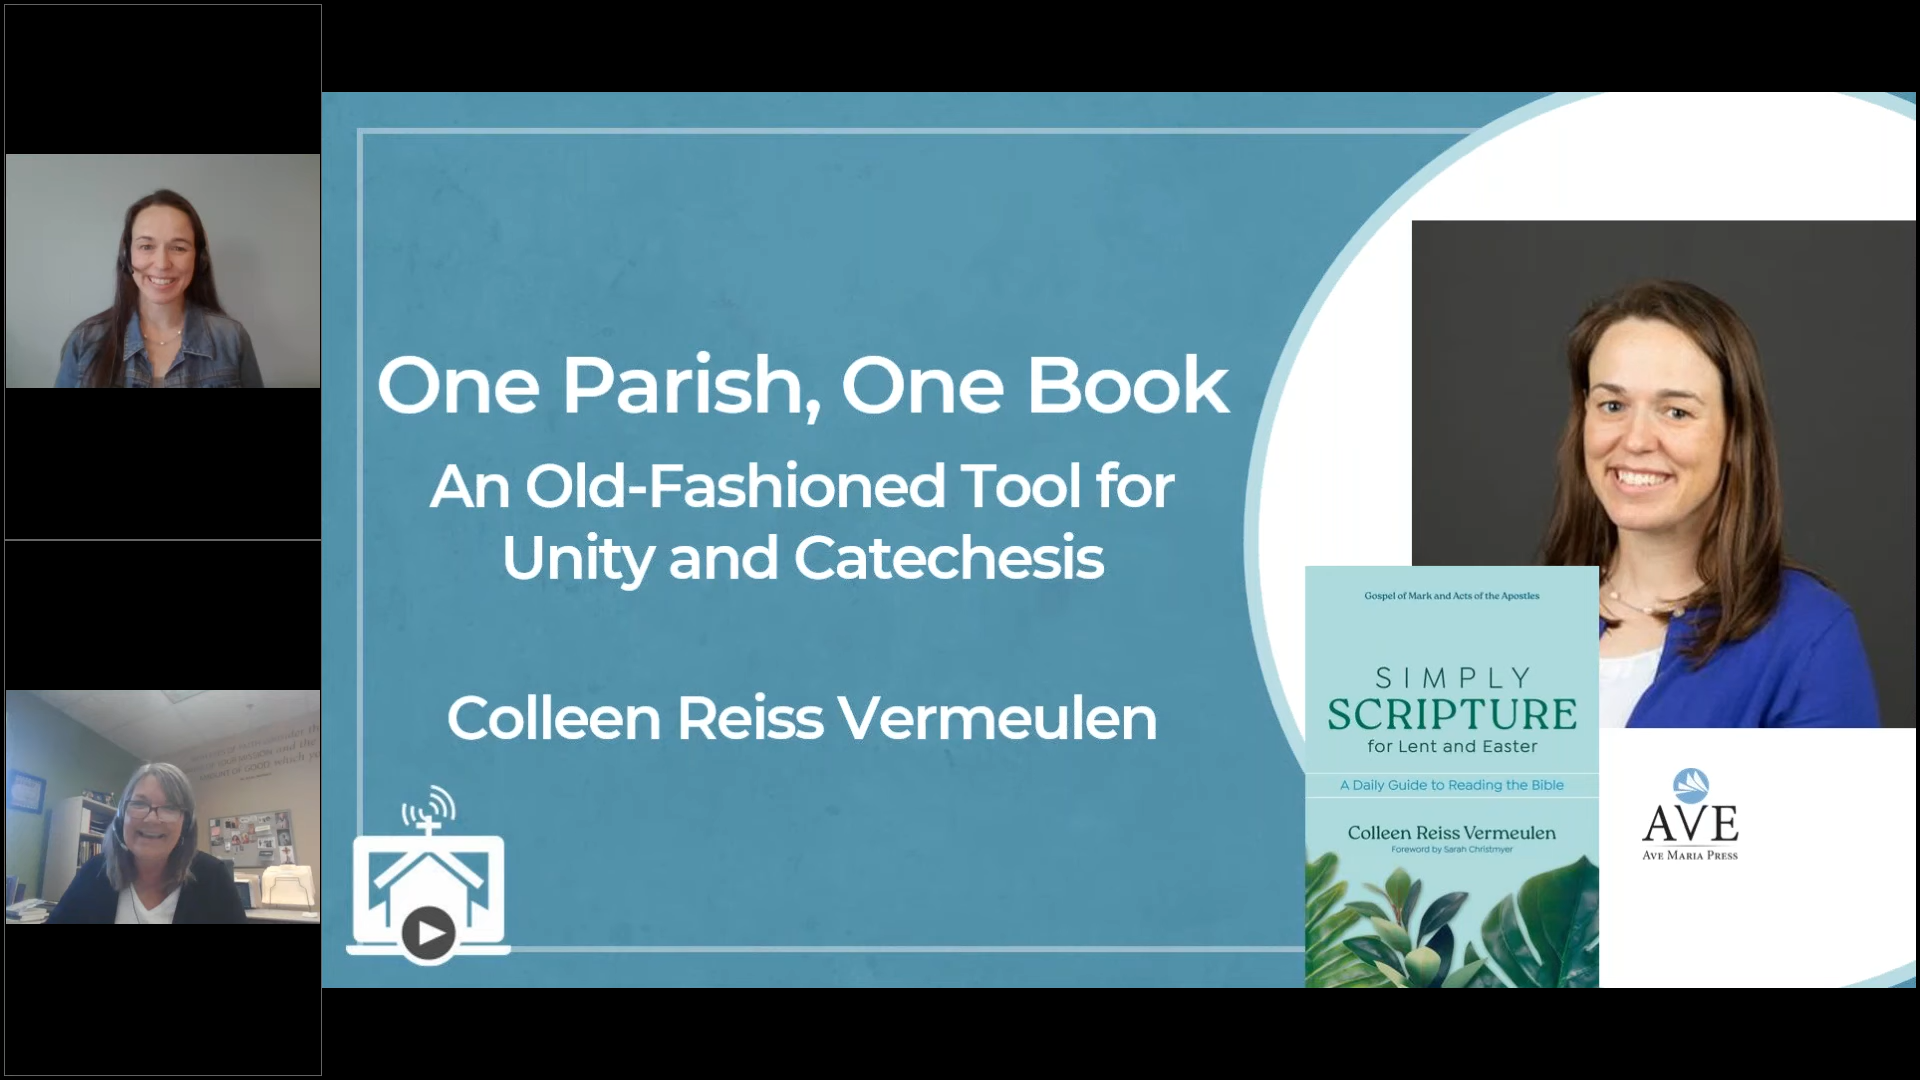 One Parish, One Book
An Old-Fashioned Tool for
Unity and Catechesis
Colleen Reiss Vermeulen
Gospel of Mark and Acts of the Apostles
SIMPLY
SCRIPTURE
for Lent and Easter
A Daily Guide to Reading the Bible
Colleen Reiss Vermeulen
Foreword by Sarah Christmyer
AVE
AVE MARIA PRESS